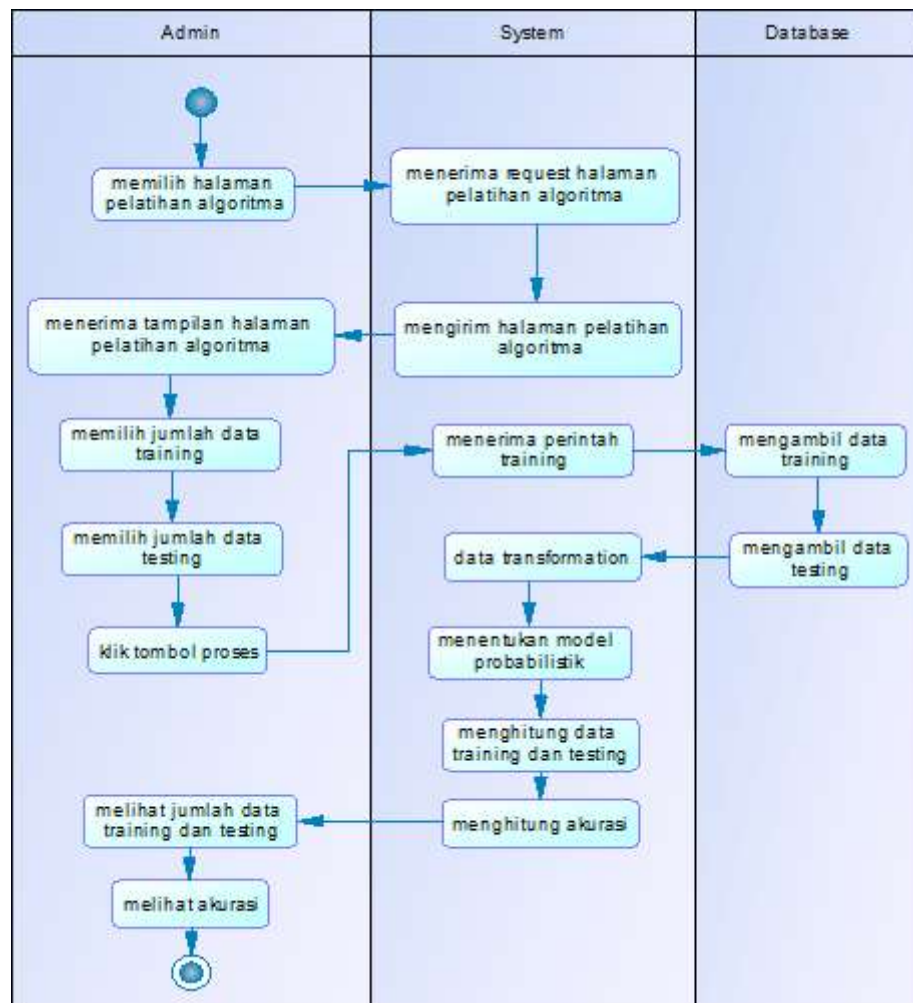 Admin
System
Database
memilih halaman
pelatihan algoritma
menerima request halaman
pelatihan algoritma
menerima tampilan halaman
pelatihan algoritma
mengirim halaman pelatihan
algoritma
memilih jumlah data
training
menerima perintah
training
mengambil data
training
memilih jumlah data
testing
data transformation
mengambil data
testing
klik tombol proses
menentukan model
probabilistik
menghitung data
training dan testing
melihat jumlah data
training dan testing
menghitung akurasi
melihat akurasi